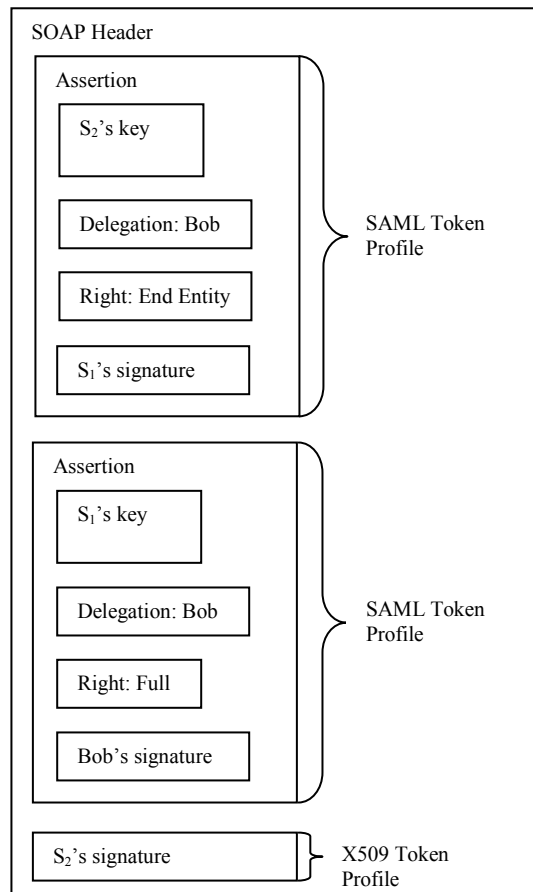 SOAP Header
Assertion
S₂’s key
Delegation: Bob
Right: End Entity
S₁’s signature
SAML Token
Profile
Assertion
S₁’s key
Delegation: Bob
Right: Full
Bob’s signature
SAML Token
Profile
S₂’s signature
X509 Token
Profile